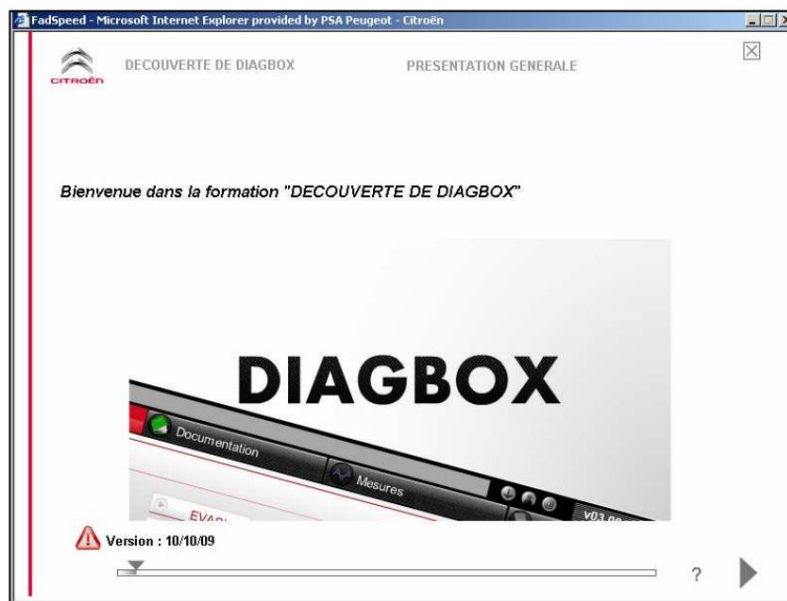 FadSpeed - Microsoft Internet Explorer provided by PSA Peugeot - Citroën
CITROËN
DECOUVERTE DE DIAGBOX
PRESENTATION GENERALE
Bienvenue dans la formation "DECOUVERTE DE DIAGBOX"
DIAGBOX
Documentation
Mesures
Version : 10/10/09
?